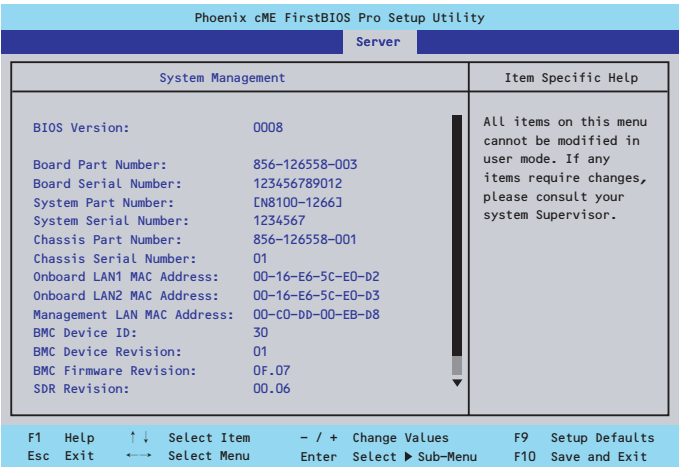 Phoenix cME FirstBIOS Pro Setup Utility
Server
System Management
Item Specific Help
BIOS Version: 0008
Board Part Number: 856-126558-003
Board Serial Number: 123456789012
System Part Number: [N8100-1266]
System Serial Number: 1234567
Chassis Part Number: 856-126558-001
Chassis Serial Number: 01
Onboard LAN1 MAC Address: 00-16-E6-5C-E0-D2
Onboard LAN2 MAC Address: 00-16-E6-5C-E0-D3
Management LAN MAC Address: 00-C0-DD-00-EB-D8
BMC Device ID: 30
BMC Device Revision: 01
BMC Firmware Revision: 0F.07
SDR Revision: 00.06
All items on this menu
cannot be modified in
user mode. If any
items require changes,
please consult your
system Supervisor.
F1 Help ↑↓ Select Item - / + Change Values F9 Setup Defaults
Esc Exit ←→ Select Menu Enter Select ▶ Sub-Menu F10 Save and Exit